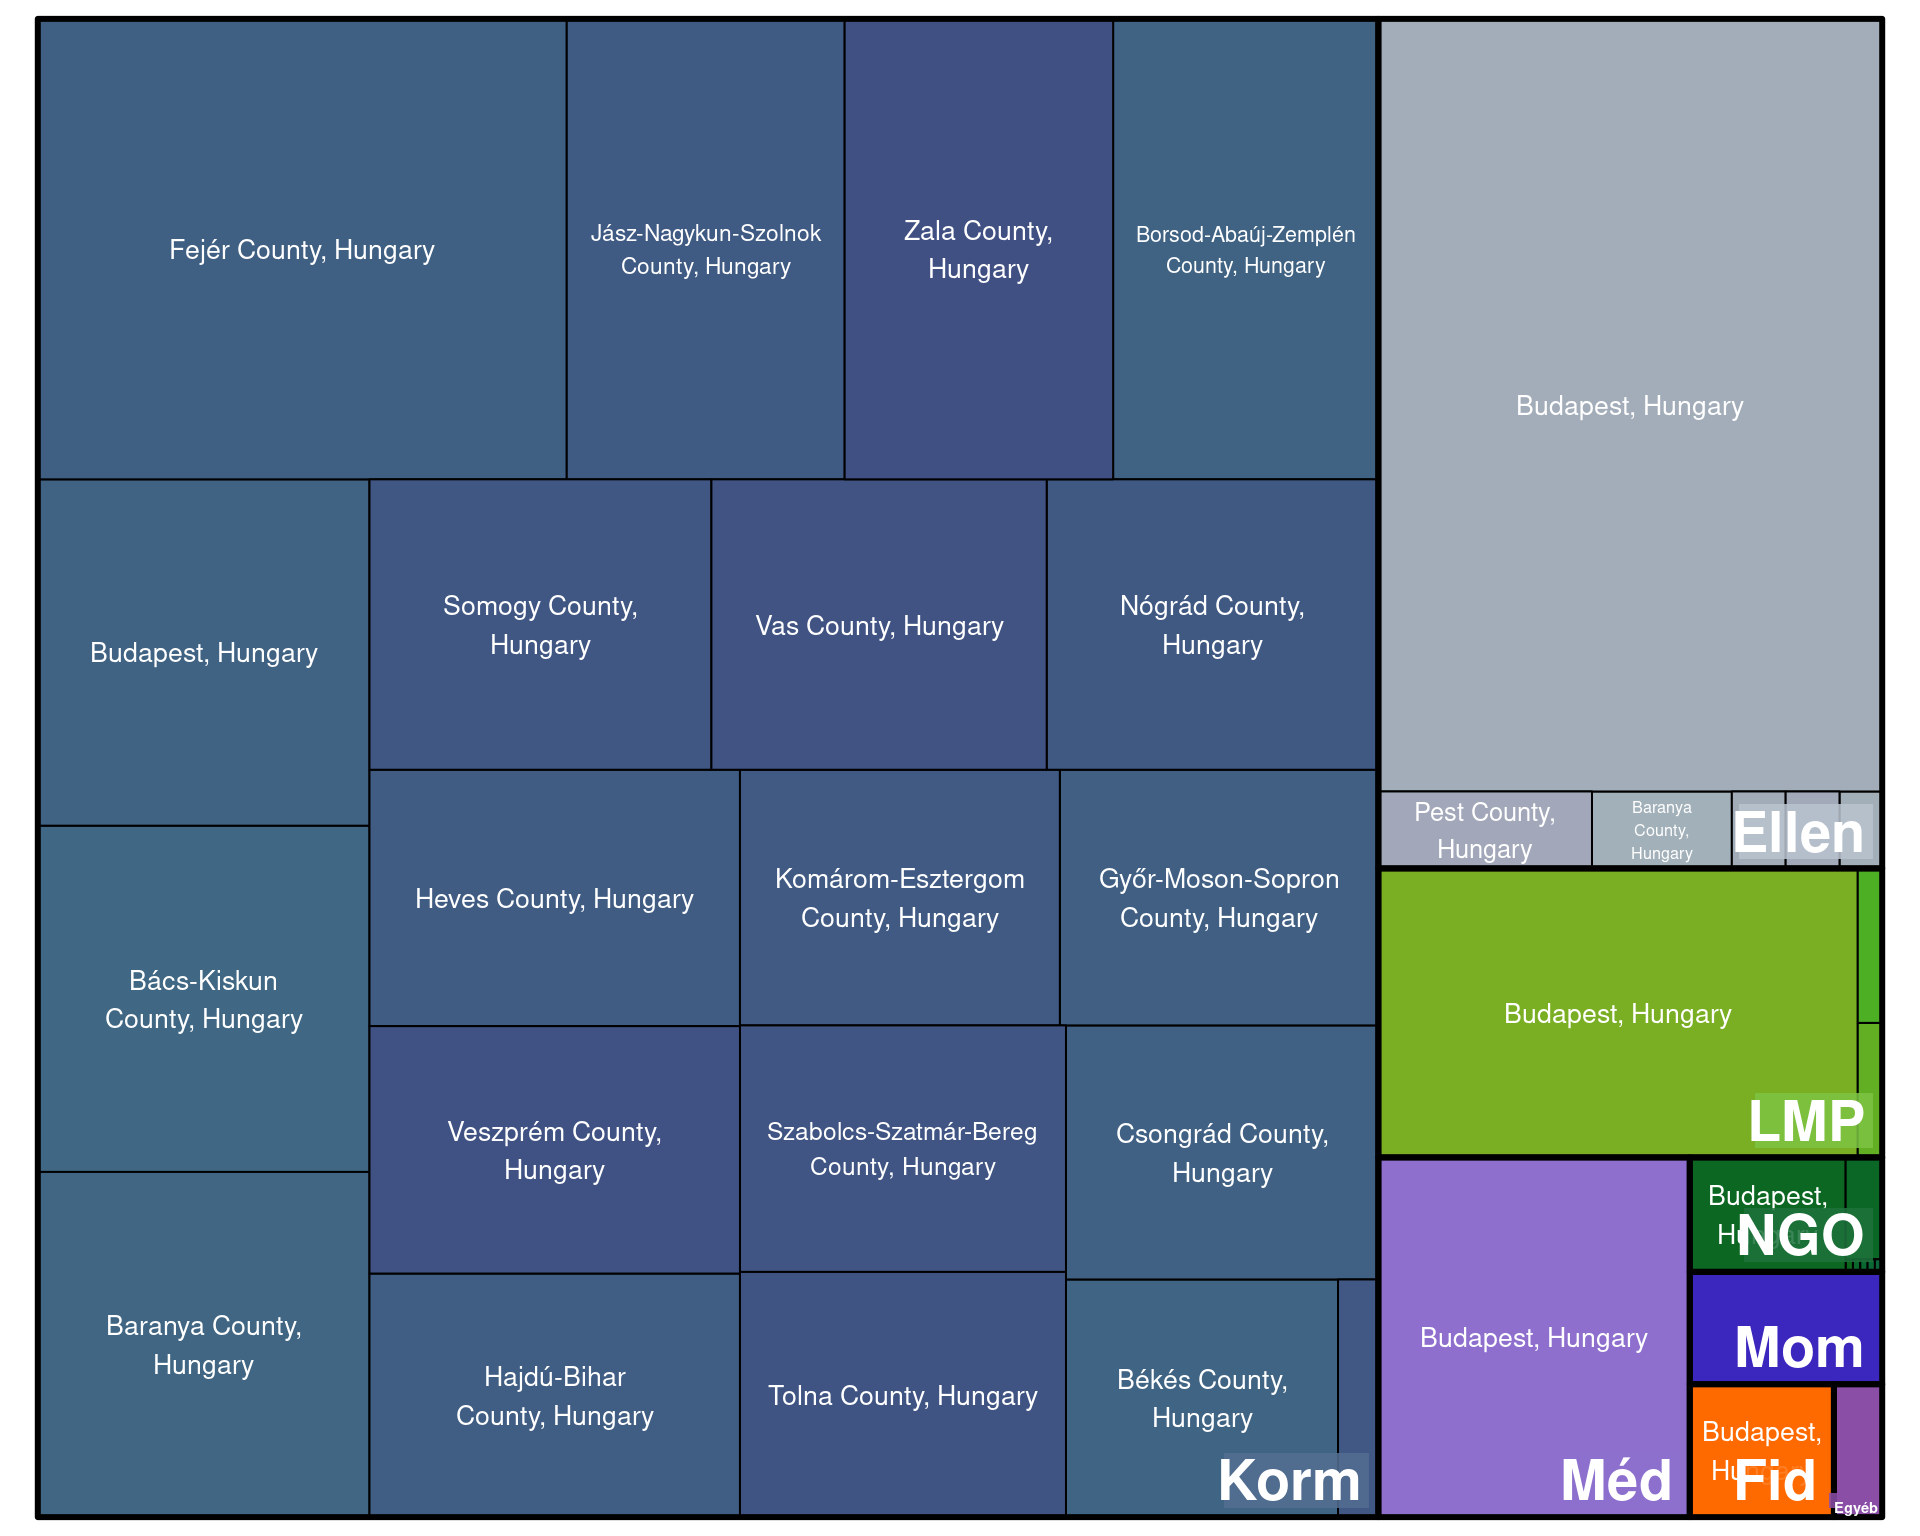 Fejér County, Hungary
Jász-Nagykun-Szolnok
County, Hungary
Zala County,
Hungary
Borsod-Abaúj-Zemplén
County, Hungary
Budapest, Hungary
Budapest, Hungary
Somogy County,
Hungary
Vas County, Hungary
Nógrád County,
Hungary
Pest County,
Hungary
Baranya
County,
Hungary
Ellen
Bács-Kiskun
County, Hungary
Heves County, Hungary
Komárom-Esztergom
County, Hungary
Győr-Moson-Sopron
County, Hungary
Budapest, Hungary
LMP
Veszprém County,
Hungary
Szabolcs-Szatmár-Bereg
County, Hungary
Csongrád County,
Hungary
Budapest,
NGO
Baranya County,
Hungary
Hajdú-Bihar
County, Hungary
Tolna County, Hungary
Békés County,
Hungary
Korm
Budapest, Hungary
Méd
Mom
Budapest,
Fid
Egyéb